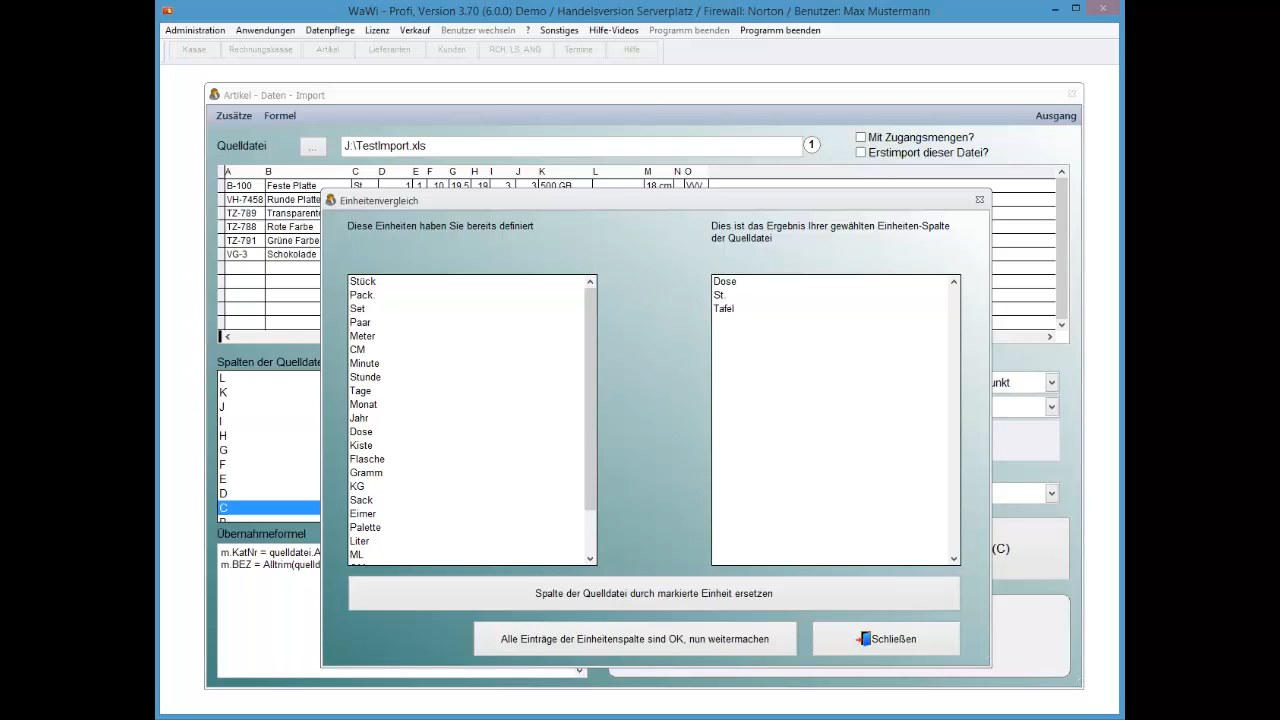 WaWi - Profi, Version 3.70 (6.0.0) Demo / Handelsversion Serverplatz / Firewall: Norton / Benutzer: Max Mustermann
Administration Anwendungen Datenpflege Lizenz Verkauf Benutzer wechseln ? Sonstiges Hilfe-Videos Programm beenden Programm beenden
Kasse Rechnungskasse Artikel Lieferanten Kunden RCH, LS, ANG Termine Hilfe
Artikel - Daten - Import
Zusätze Formel Ausgang
Quelldatei ... J:\TestImport.xls 1
Mit Zugangsmengen?
Erstimport dieser Datei?
A B C D E F G H I J K L M N O
B-100 Feste Platte St. 1 1 10 19,5 19 3 3 500 GB 18 cm VVV
VH-7458 Runde Platte
TZ-789 Transparent
TZ-788 Rote Farbe
TZ-791 Grüne Farbe
VG-3 Schokolade
Einheitenvergleich
Diese Einheiten haben Sie bereits definiert
Stück
Pack.
Set
Paar
Meter
CM
Minute
Stunde
Tage
Monat
Jahr
Dose
Kiste
Flasche
Gramm
KG
Sack
Eimer
Palette
Liter
ML
Dies ist das Ergebnis Ihrer gewählten Einheiten-Spalte
der Quelldatei
Dose
St.
Tafel
Spalte der Quelldatei durch markierte Einheit ersetzen
Alle Einträge der Einheitenspalte sind OK, nun weitermachen
Schließen
Spalten der Quelldate
L
K
J
I
H
G
F
E
D
C
unkt
(C)
Übernahmeformel
m.KatNr = quelldatei.A
m.BEZ = Alltrim(quelld